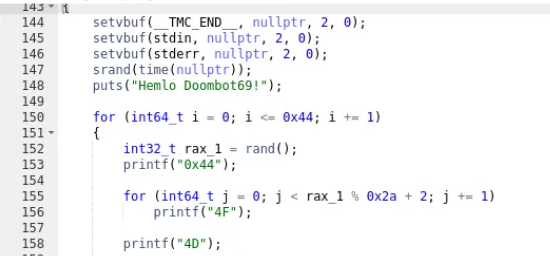 143 {
144 setvbuf(__TMC_END__, nullptr, 2, 0);
145 setvbuf(stdin, nullptr, 2, 0);
146 setvbuf(stderr, nullptr, 2, 0);
147 srand(time(nullptr));
148 puts("Hemlo Doombot69!");
149
150 for (int64_t i = 0; i <= 0x44; i += 1)
151 {
152 int32_t rax_1 = rand();
153 printf("0x44");
154
155 for (int64_t j = 0; j < rax_1 % 0x2a + 2; j += 1)
156 printf("4F");
157
158 printf("4D");